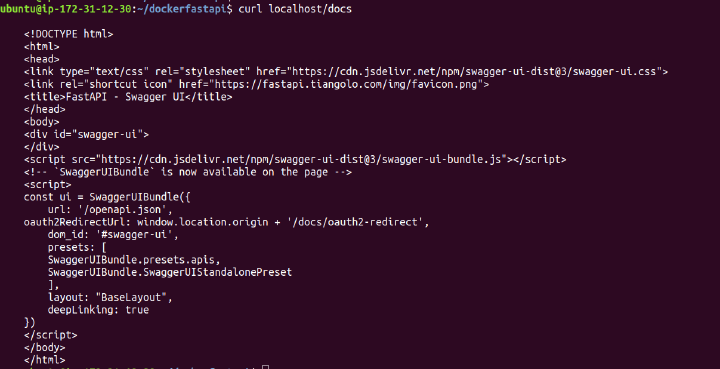 ubuntu@ip-172-31-12-30:~/dockerfastapi$ curl localhost/docs
<!DOCTYPE html>
<html>
<head>
<link type="text/css" rel="stylesheet" href="https://cdn.jsdelivr.net/npm/swagger-ui-dist@3/swagger-ui.css">
<link rel="shortcut icon" href="https://fastapi.tiangolo.com/img/favicon.png">
<title>FastAPI - Swagger UI</title>
</head>
<body>
<div id="swagger-ui">
</div>
<script src="https://cdn.jsdelivr.net/npm/swagger-ui-dist@3/swagger-ui-bundle.js"></script>
<!-- `SwaggerUIBundle` is now available on the page -->
<script>
const ui = SwaggerUIBundle({
url: '/openapi.json',
oauth2RedirectUrl: window.location.origin + '/docs/oauth2-redirect',
dom_id: '#swagger-ui',
presets: [
SwaggerUIBundle.presets.apis,
SwaggerUIBundle.SwaggerUIStandalonePreset
],
layout: "BaseLayout",
deepLinking: true
})
</script>
</body>
</html>